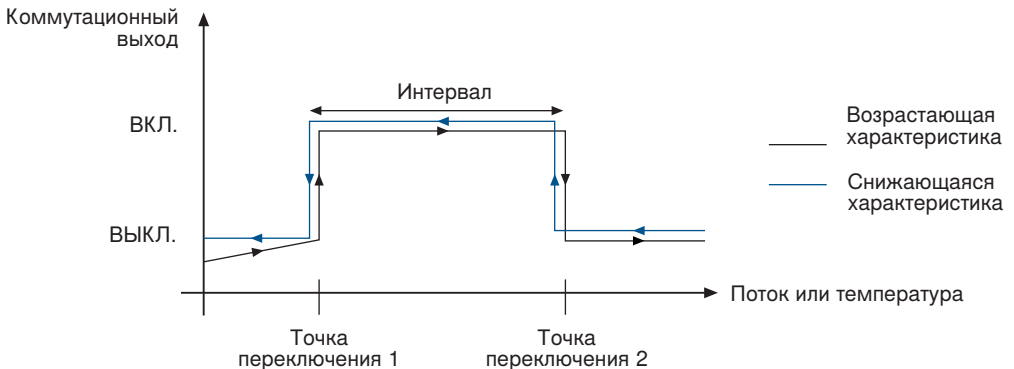 Коммутационный
выход
Интервал
ВКЛ.
Возрастающая
характеристика
Снижающаяся
характеристика
ВЫКЛ.
Поток или температура
Точка
переключения 1
Точка
переключения 2